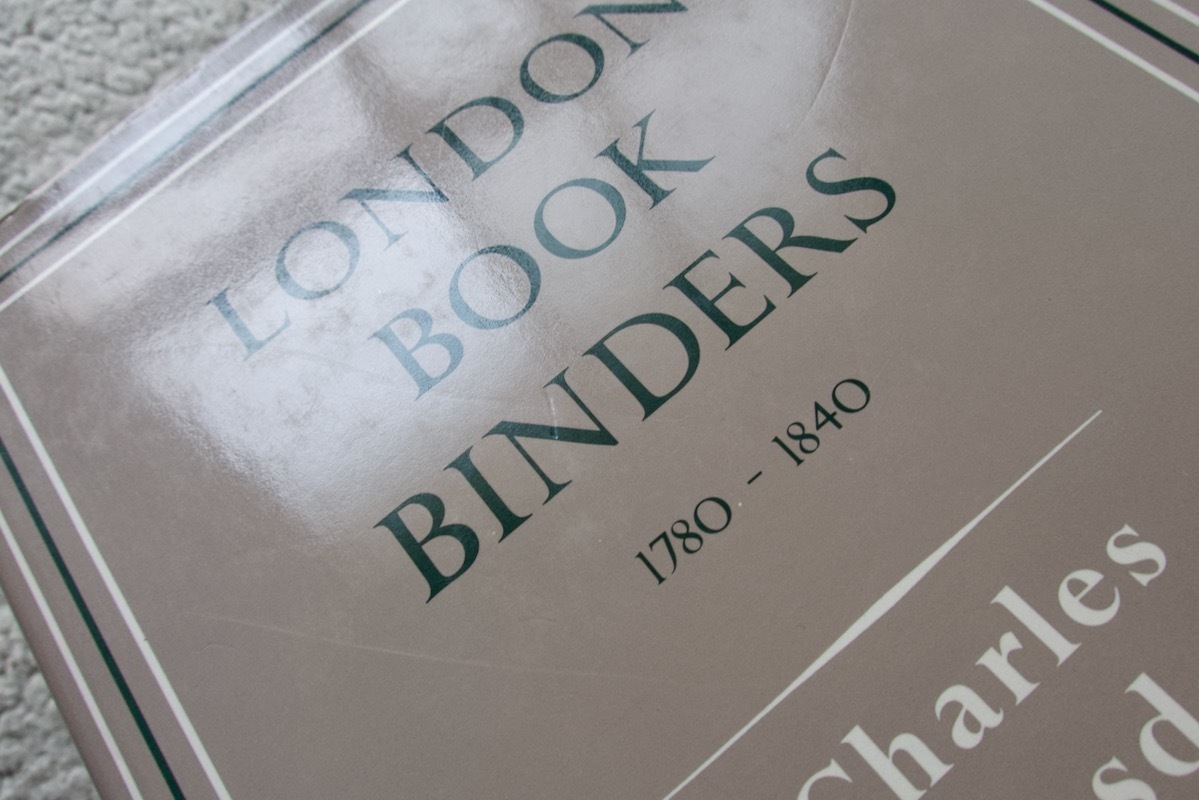 LONDON
BOOK
BINDERS
1780 - 1840
Charles